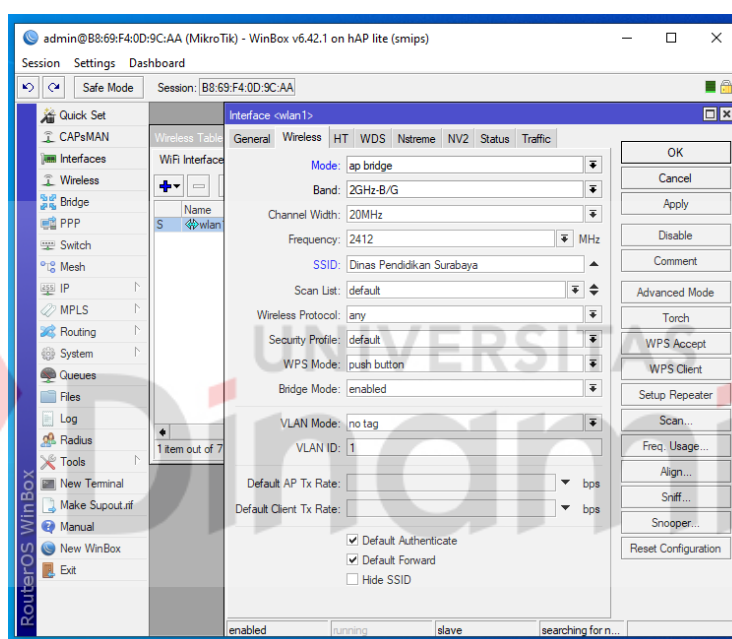 admin@B8:69:F4:0D:9C:AA (MikroTik) - WinBox v6.42.1 on hAP lite (smips)
Session Settings Dashboard
Safe Mode Session: B8:69:F4:0D:9C:AA
Quick Set
CAPsMAN
Interfaces
Wireless
Bridge
PPP
Switch
Mesh
IP
MPLS
Routing
System
Queues
Files
Log
Radius
Tools
New Terminal
Make Supout.rif
Manual
New WinBox
Exit
RouterOS WinBox
Wireless Table
WiFi Interface
Name
S wlan
1 item out of 7
Interface <wlan1>
General Wireless HT WDS Nstreme NV2 Status Traffic
Mode: ap bridge
Band: 2GHz-B/G
Channel Width: 20MHz
Frequency: 2412 MHz
SSID: Dinas Pendidikan Surabaya
Scan List: default
Wireless Protocol: any
Security Profile: default
WPS Mode: push button
Bridge Mode: enabled
VLAN Mode: no tag
VLAN ID: 1
Default AP Tx Rate: bps
Default Client Tx Rate: bps
Default Authenticate
Default Forward
Hide SSID
enabled running slave searching for n...
OK
Cancel
Apply
Disable
Comment
Advanced Mode
Torch
WPS Accept
WPS Client
Setup Repeater
Scan...
Freq. Usage...
Align...
Sniff...
Snooper...
Reset Configuration
UNIVERSITAS
Dinami